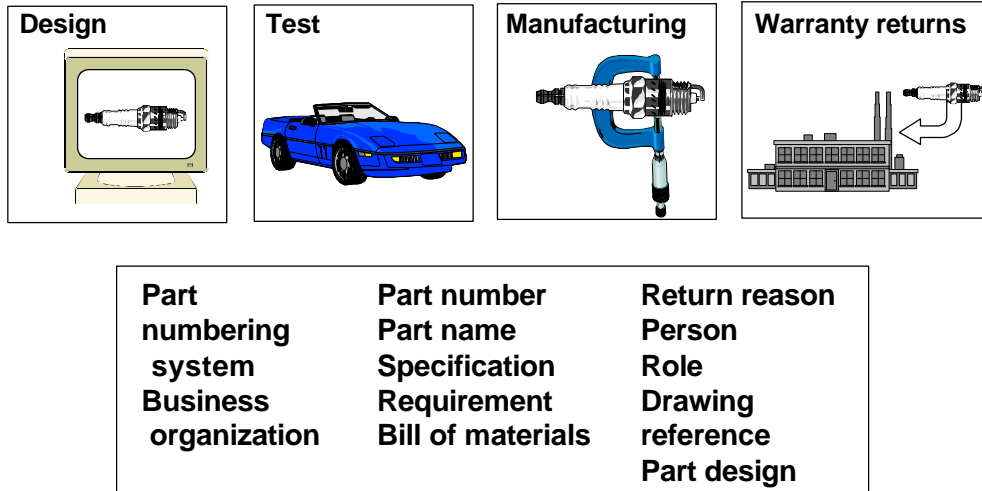 Design
Test
Manufacturing
Warranty returns
Part
numbering
system
Business
organization
Part number
Part name
Specification
Requirement
Bill of materials
Return reason
Person
Role
Drawing
reference
Part design